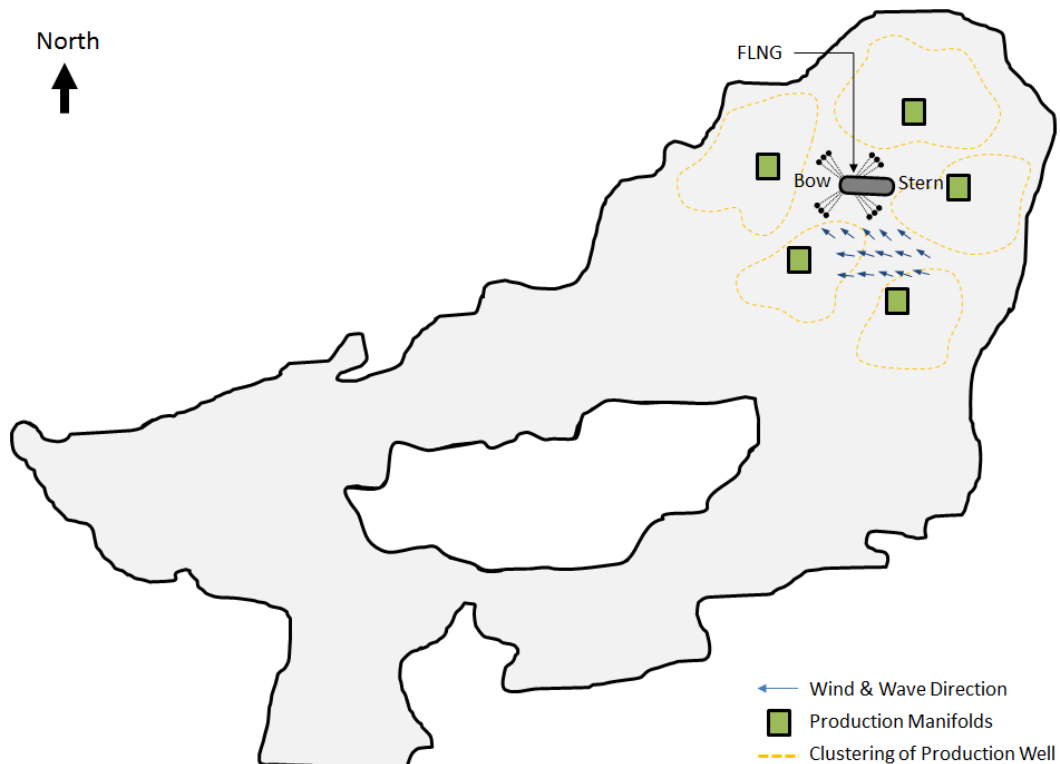 North
FLNG
Bow
Stern
Wind & Wave Direction
Production Manifolds
Clustering of Production Well